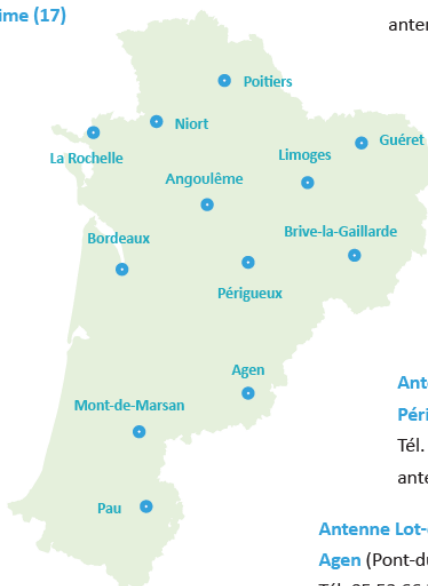 ime (17)
anter
Poitiers
Niort
Guéret
La Rochelle
Limoges
Angoulême
Bordeaux
Brive-la-Gaillarde
Périgueux
Agen
Mont-de-Marsan
Pau
Ante
Péri
Tél.
ante
Antenne Lot-
Agen (Pont-du